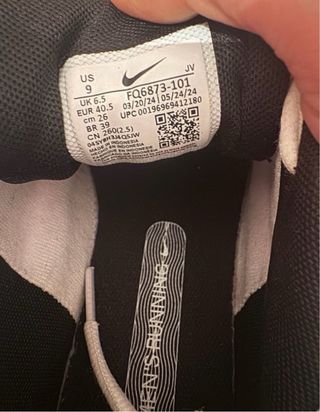 US
9
JV
UK 6.5
EUR 40.5
cm 26
BR 39
CN 260(2.5)
FQ6873-101
03/20/24 05/24/24
UPC 00196969412180
MADE IN INDONESIA
MEN'S RUNNING